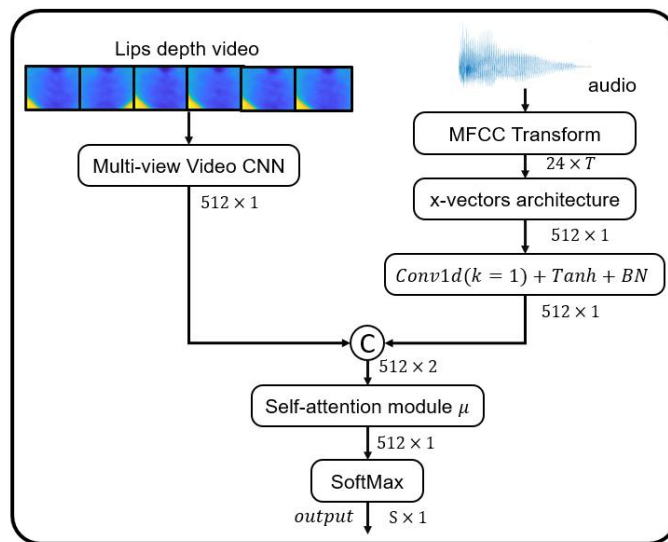 Lips depth video
audio
Multi-view Video CNN
512 × 1
MFCC Transform
24 × T
x-vectors architecture
512 × 1
Conv1d(k = 1) + Tanh + BN
512 × 1
C
512 × 2
Self-attention module μ
512 × 1
SoftMax
output S × 1